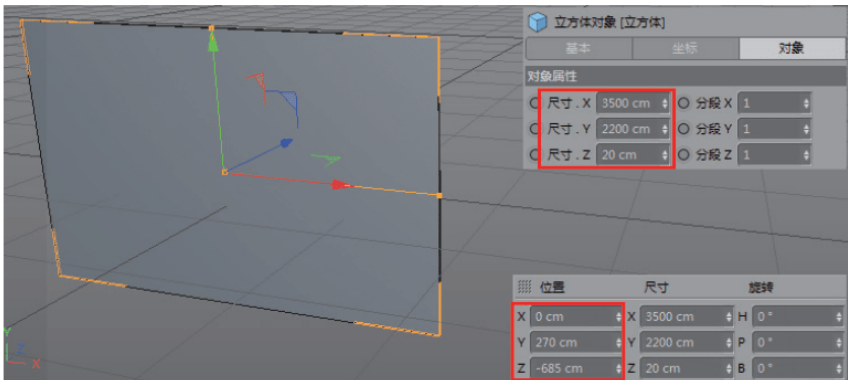 立方体对象 [立方体]
基本 坐标 对象
对象属性
尺寸 . X 3500 cm 分段 X 1
尺寸 . Y 2200 cm 分段 Y 1
尺寸 . Z 20 cm 分段 Z 1
位置 尺寸 旋转
X 0 cm X 3500 cm H 0 °
Y 270 cm Y 2200 cm P 0 °
Z -685 cm Z 20 cm B 0 °
Y
Z
X